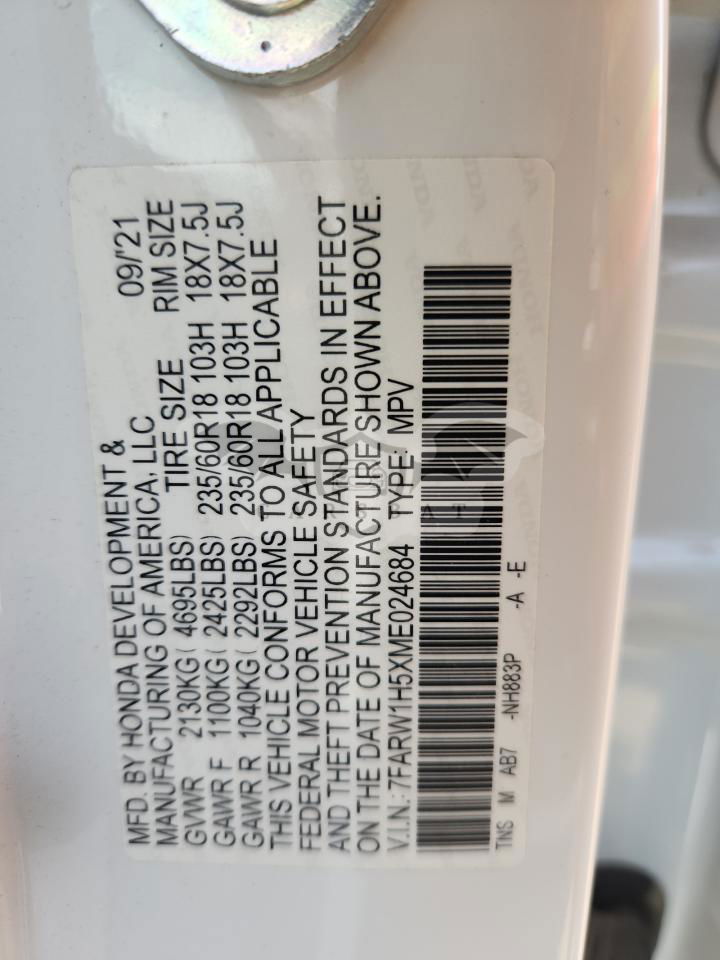 MFD. BY HONDA DEVELOPMENT & 09/'21
MANUFACTURING OF AMERICA, LLC
GVWR 2130KG( 4695LBS) TIRE SIZE RIM SIZE
GAWR F 1100KG( 2425LBS) 235/60R18 103H 18X7.5J
GAWR R 1040KG( 2292LBS) 235/60R18 103H 18X7.5J
THIS VEHICLE CONFORMS TO ALL APPLICABLE
FEDERAL MOTOR VEHICLE SAFETY
AND THEFT PREVENTION STANDARDS IN EFFECT
ON THE DATE OF MANUFACTURE SHOWN ABOVE.
V.I.N.:7FARW1H5XME024684 TYPE: MPV
TNS M AB7 -NH883P -A -E